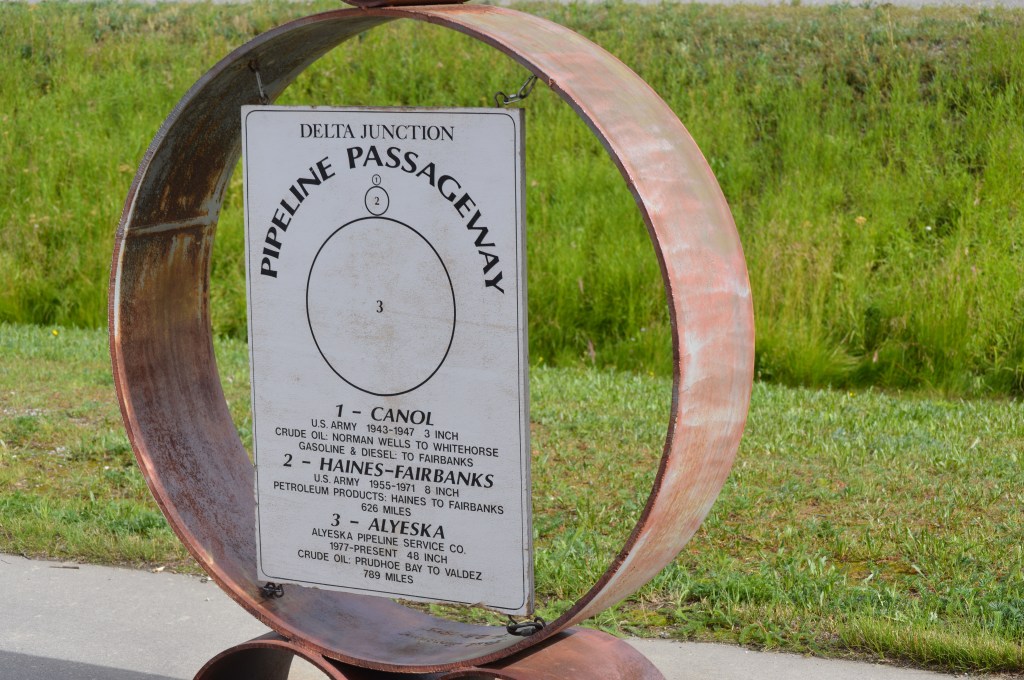 DELTA JUNCTION
PIPELINE PASSAGEWAY
1
2
3
1 - CANOL
U.S. ARMY 1943-1947 3 INCH
CRUDE OIL: NORMAN WELLS TO WHITEHORSE
GASOLINE & DIESEL: TO FAIRBANKS
2 - HAINES-FAIRBANKS
U.S. ARMY 1955-1971 8 INCH
PETROLEUM PRODUCTS: HAINES TO FAIRBANKS
626 MILES
3 - ALYESKA
ALYESKA PIPELINE SERVICE CO.
1977-PRESENT 48 INCH
CRUDE OIL: PRUDHOE BAY TO VALDEZ
789 MILES